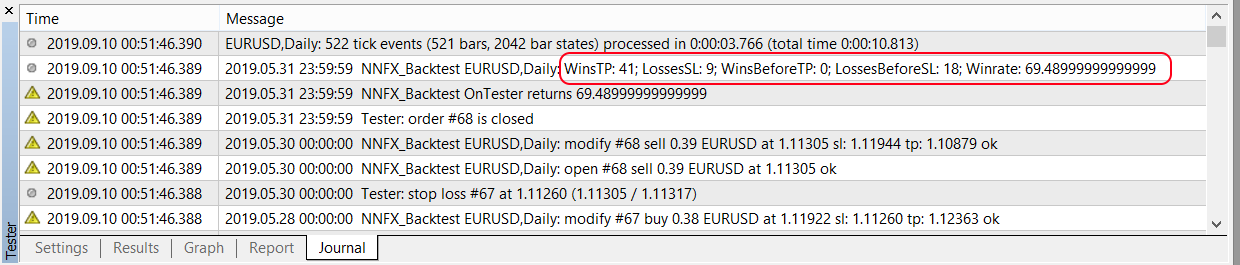 Time Message
2019.09.10 00:51:46.390 EURUSD,Daily: 522 tick events (521 bars, 2042 bar states) processed in 0:00:03.766 (total time 0:00:10.813)
2019.09.10 00:51:46.389 2019.05.31 23:59:59 NNFX_Backtest EURUSD,Daily: WinsTP: 41; LossesSL: 9; WinsBeforeTP: 0; LossesBeforeSL: 18; Winrate: 69.48999999999999
2019.09.10 00:51:46.389 2019.05.31 23:59:59 NNFX_Backtest OnTester returns 69.48999999999999
2019.09.10 00:51:46.389 2019.05.31 23:59:59 Tester: order #68 is closed
2019.09.10 00:51:46.389 2019.05.30 00:00:00 NNFX_Backtest EURUSD,Daily: modify #68 sell 0.39 EURUSD at 1.11305 sl: 1.11944 tp: 1.10879 ok
2019.09.10 00:51:46.389 2019.05.30 00:00:00 NNFX_Backtest EURUSD,Daily: open #68 sell 0.39 EURUSD at 1.11305 ok
2019.09.10 00:51:46.388 2019.05.30 00:00:00 Tester: stop loss #67 at 1.11260 (1.11305 / 1.11317)
2019.09.10 00:51:46.388 2019.05.28 00:00:00 NNFX_Backtest EURUSD,Daily: modify #67 buy 0.38 EURUSD at 1.11922 sl: 1.11260 tp: 1.12363 ok
Tester
Settings Results Graph Report Journal